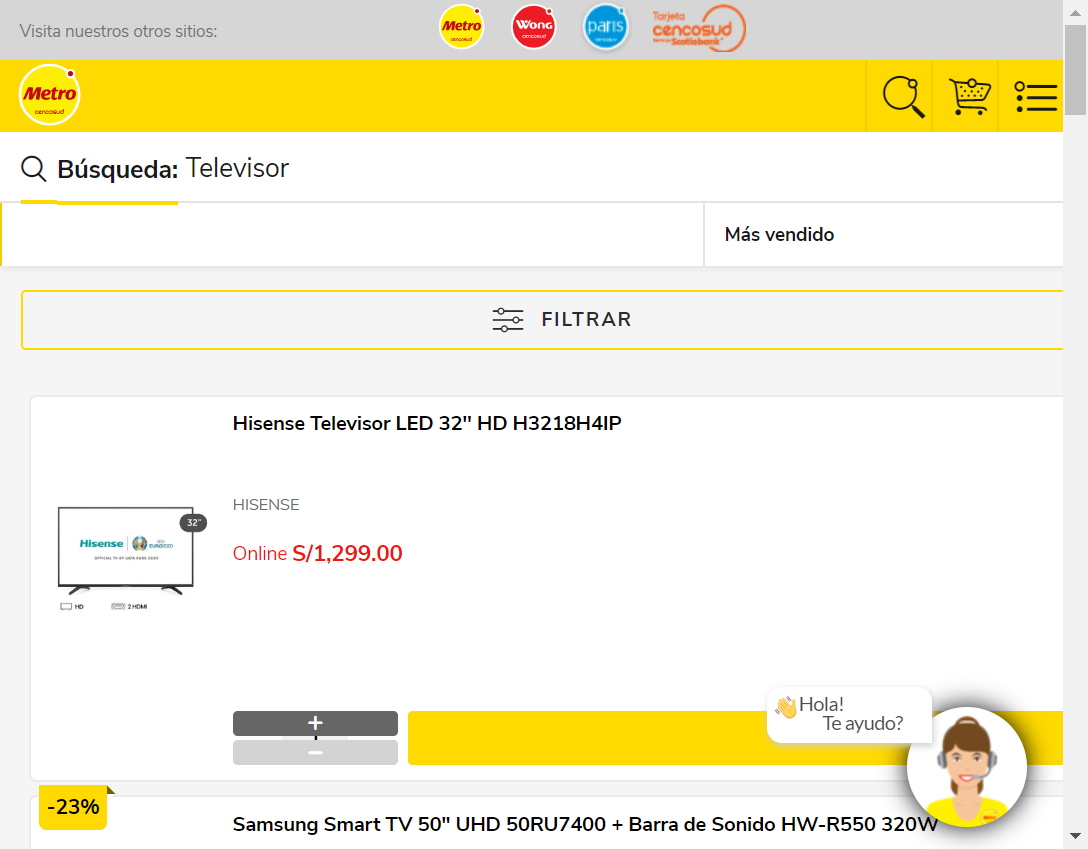 Visita nuestros otros sitios:
Metro
cencosud
Wong
cencosud
paris
cencosud
Tarjeta
cencosud
Scotiabank
Metro
cencosud
Búsqueda: Televisor
Más vendido
FILTRAR
Hisense Televisor LED 32" HD H3218H4IP
HISENSE
Online S/1,299.00
32"
Hisense
EURO2020
OFFICIAL TV OF UEFA EURO 2020
HD
2 HDMI
+
−
Hola!
Te ayudo?
-23%
Samsung Smart TV 50" UHD 50RU7400 + Barra de Sonido HW-R550 320W